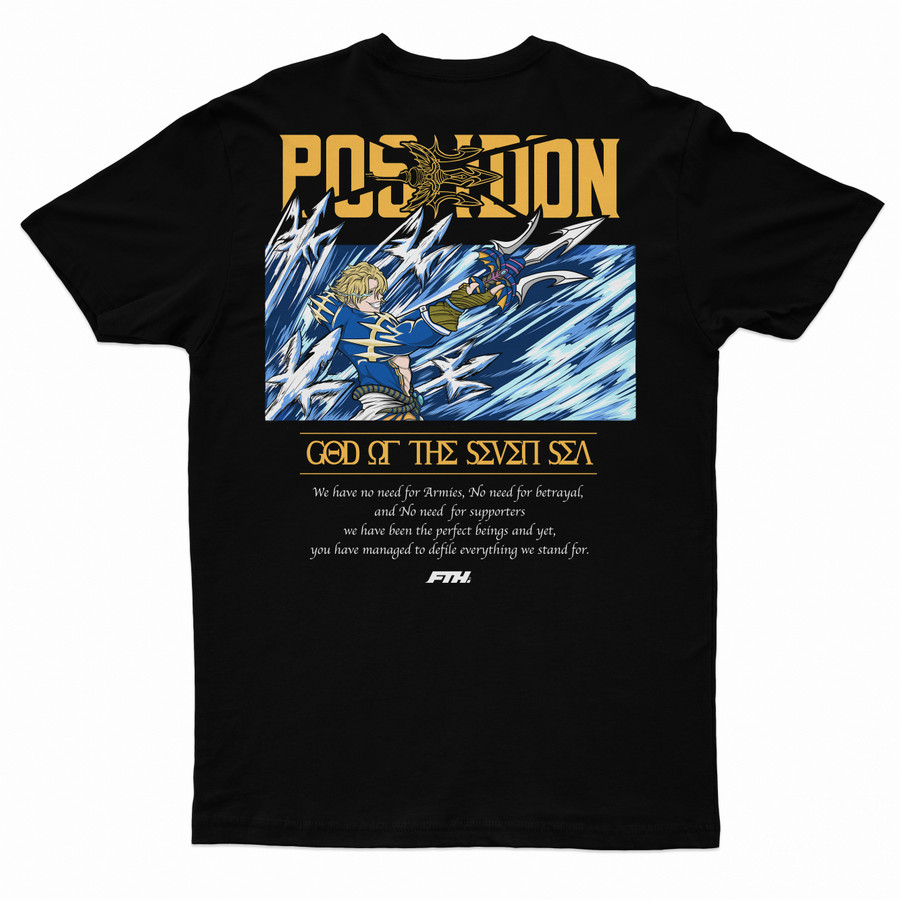 POSEIDON
GOD OF THE SEVEN SEA
We have no need for Armies, No need for betrayal,
and No need for supporters
we have been the perfect beings and yet,
you have managed to defile everything we stand for.
FTH.